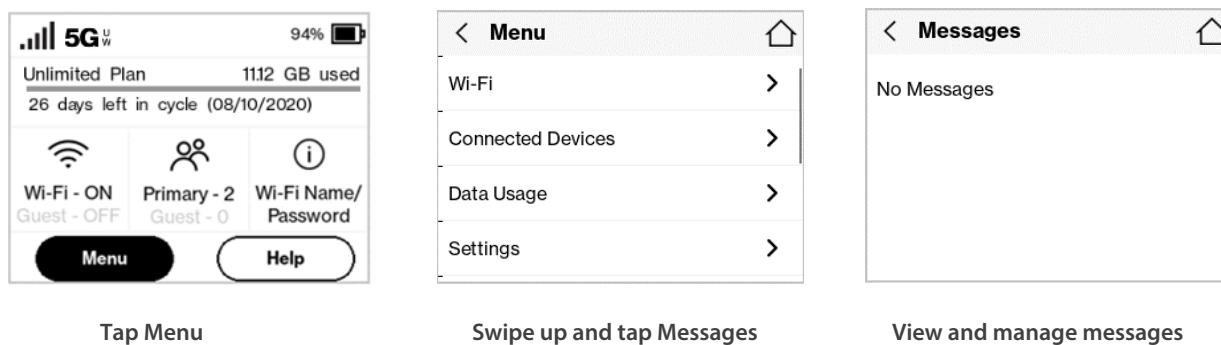 5G UW
94%
Unlimited Plan 11.12 GB used
26 days left in cycle (08/10/2020)
Wi-Fi - ON
Guest - OFF
Primary - 2
Guest - 0
Wi-Fi Name/
Password
Menu
Help
Tap Menu
Menu
Wi-Fi
Connected Devices
Data Usage
Settings
Swipe up and tap Messages
Messages
No Messages
View and manage messages